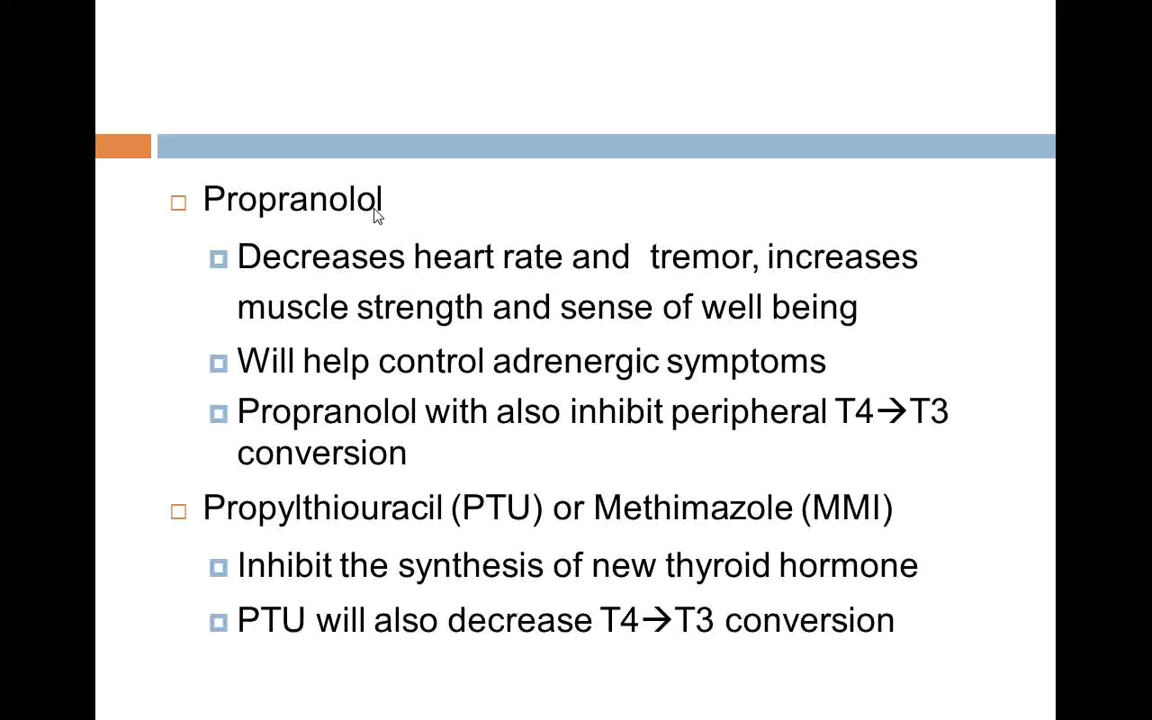 Propranolol
Decreases heart rate and tremor, increases
muscle strength and sense of well being
Will help control adrenergic symptoms
Propranolol with also inhibit peripheral T4→T3
conversion
Propylthiouracil (PTU) or Methimazole (MMI)
Inhibit the synthesis of new thyroid hormone
PTU will also decrease T4→T3 conversion